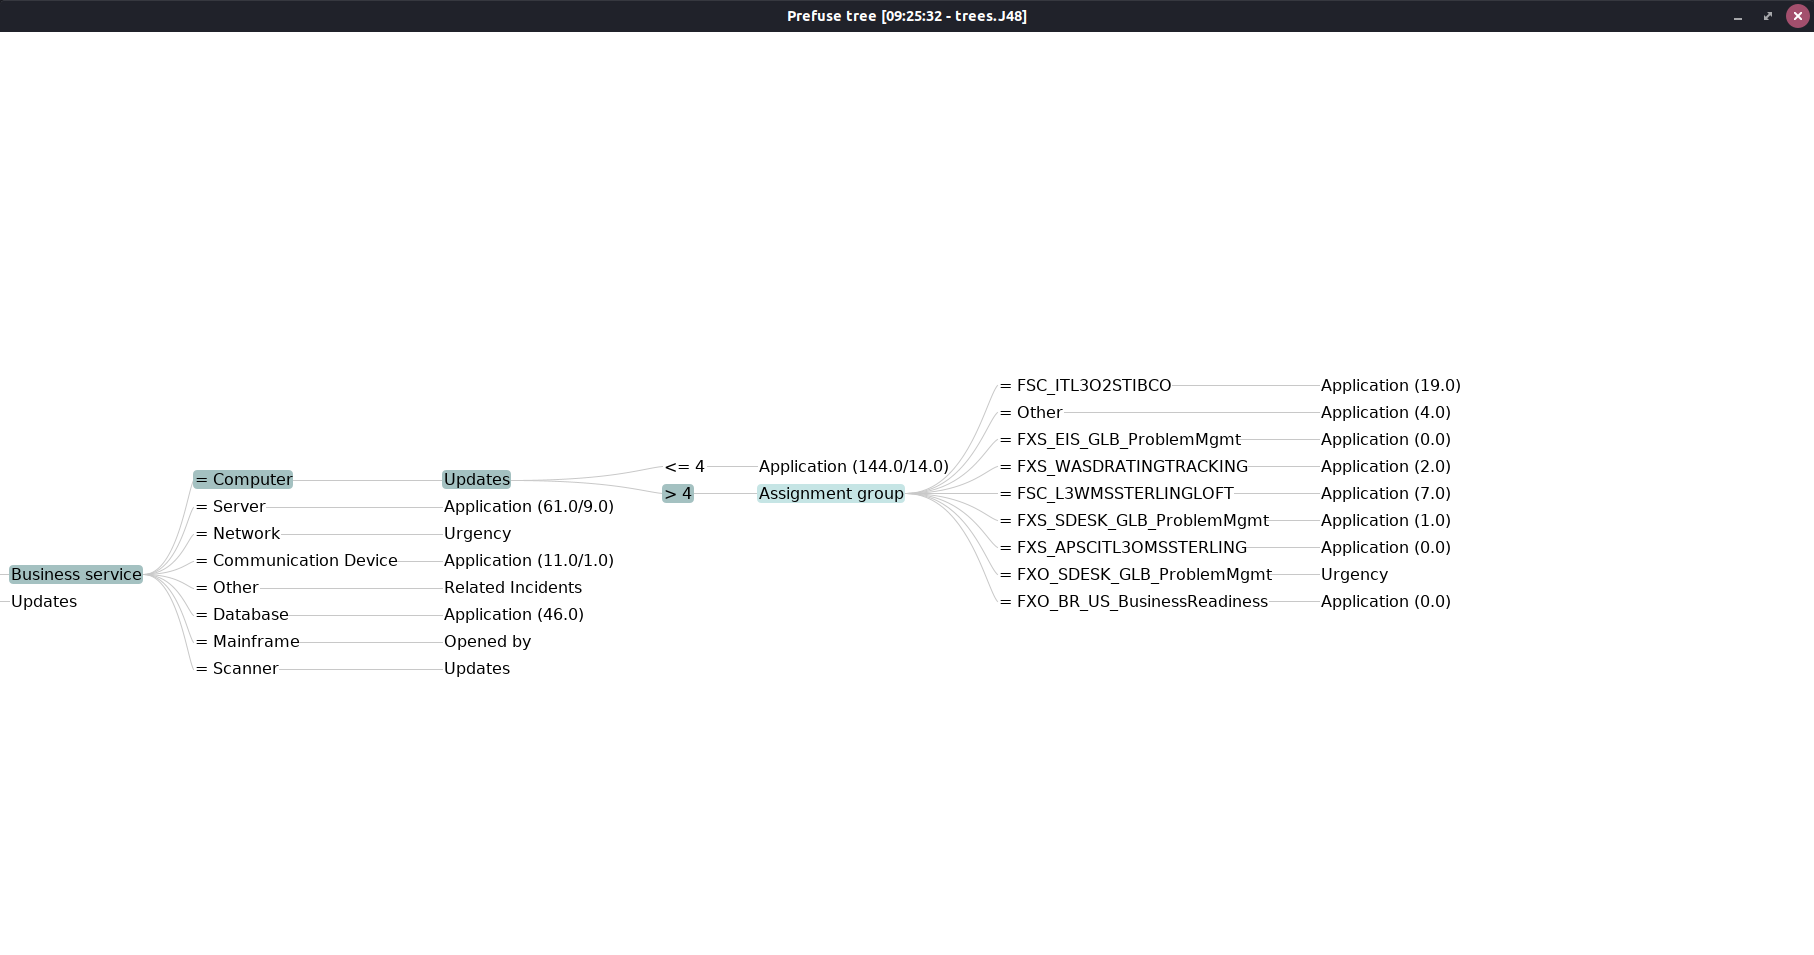 Prefuse tree [09:25:32 - trees.J48]
Business service
Updates
= Computer
= Server
= Network
= Communication Device
= Other
= Database
= Mainframe
= Scanner
Updates
Application (61.0/9.0)
Urgency
Application (11.0/1.0)
Related Incidents
Application (46.0)
Opened by
Updates
<= 4
> 4
Application (144.0/14.0)
Assignment group
= FSC_ITL3O2STIBCO
= Other
= FXS_EIS_GLB_ProblemMgmt
= FXS_WASDRATINGTRACKING
= FSC_L3WMSSTERLINGLOFT
= FXS_SDESK_GLB_ProblemMgmt
= FXS_APSCITL3OMSSTERLING
= FXO_SDESK_GLB_ProblemMgmt
= FXO_BR_US_BusinessReadiness
Application (19.0)
Application (4.0)
Application (0.0)
Application (2.0)
Application (7.0)
Application (1.0)
Application (0.0)
Urgency
Application (0.0)